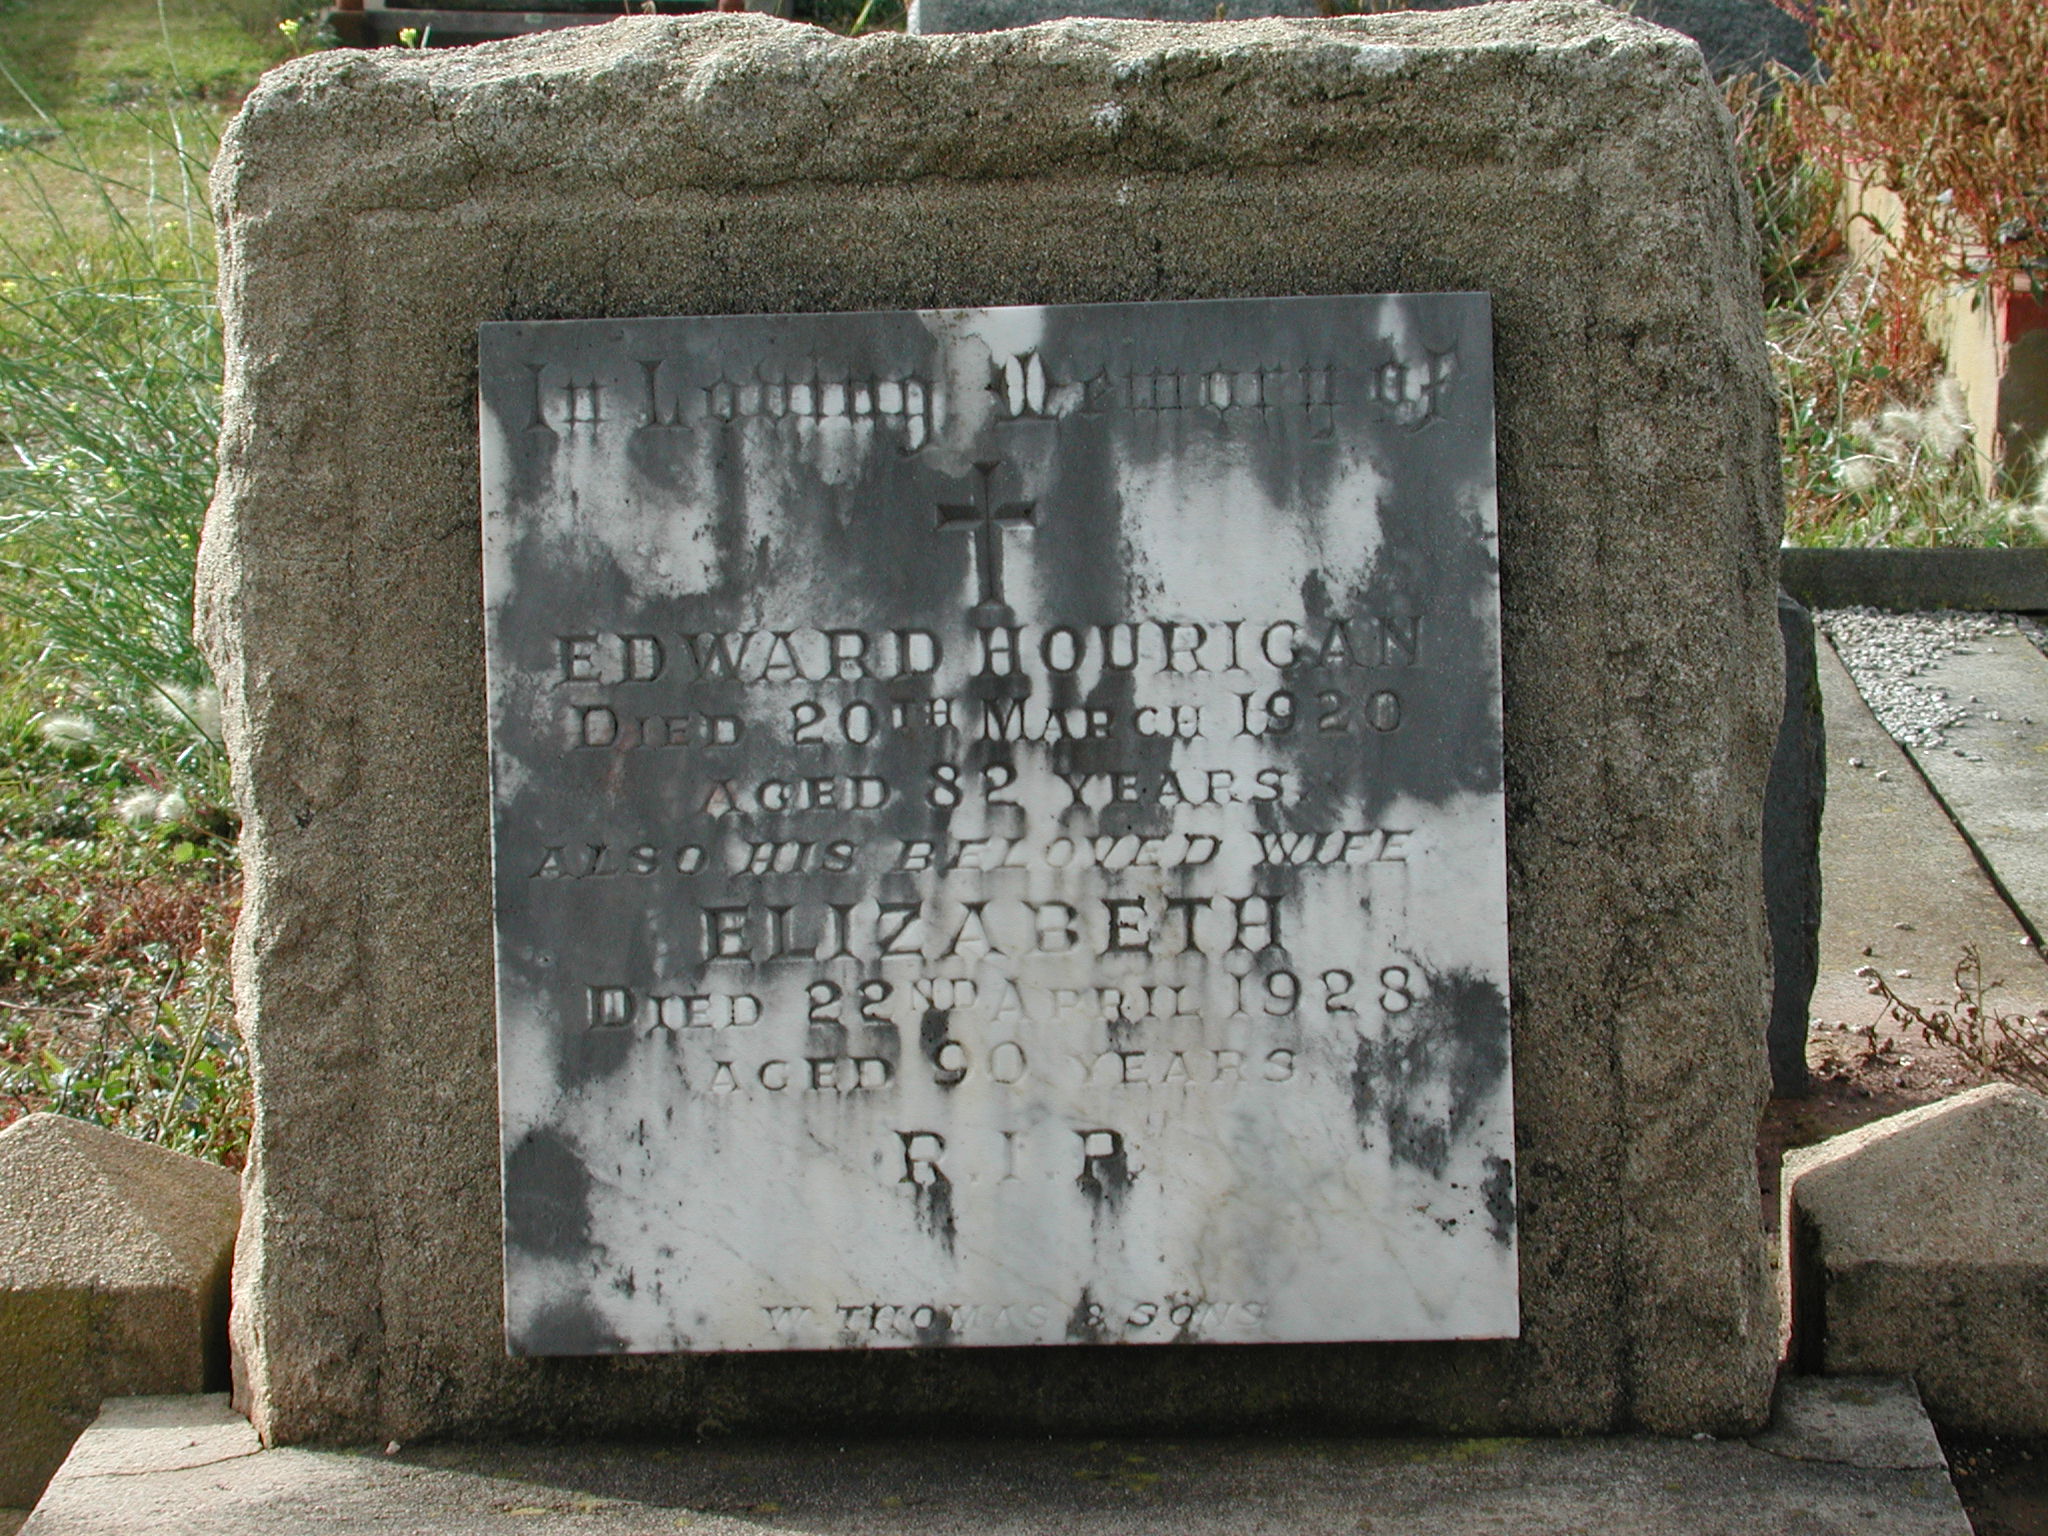 In Loving Memory of
EDWARD HOURIGAN
DIED 20TH MARCH 1920
AGED 82 YEARS.
ALSO HIS BELOVED WIFE
ELIZABETH
DIED 22ND APRIL 1928
AGED 90 YEARS.
R.I.P.
W. THOMAS & SONS